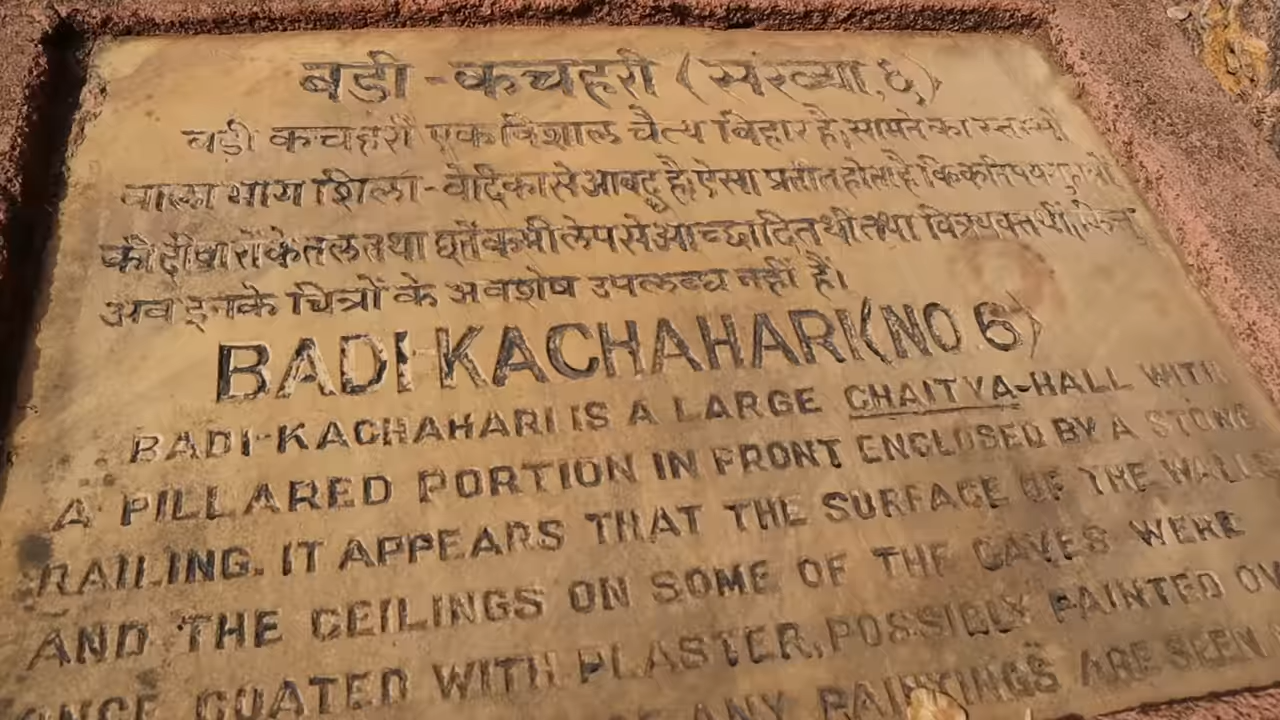 बड़ी - कचहरी (संख्या. ६)
बड़ी कचहरी एक विशाल चैत्य विहार है, सामने का स्तम्भों
वाला भाग शिला - वेदिका से आबद्ध है, ऐसा प्रतीत होता है कि कतिपय गुफाओं
की दीवारों के तल तथा छतें कभी लेप से आच्छादित थी तथा चित्रयुक्त थीं, किन्तु
अब इनके चित्रों के अवशेष उपलब्ध नहीं हैं।
BADI-KACHAHARI (NO 6)
BADI-KACHAHARI IS A LARGE CHAITYA-HALL WITH
A PILLARED PORTION IN FRONT ENCLOSED BY A STONE
RAILING. IT APPEARS THAT THE SURFACE OF THE WALLS
AND THE CEILINGS ON SOME OF THE CAVES WERE
ONCE COATED WITH PLASTER, POSSIBLY PAINTED OV
ANY PAINTINGS ARE SEEN